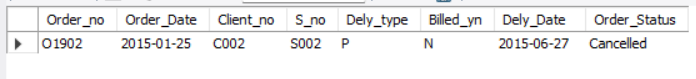 Order_no Order_Date Client_no S_no Dely_type Billed_yn Dely_Date Order_Status
O1902 2015-01-25 C002 S002 P N 2015-06-27 Cancelled